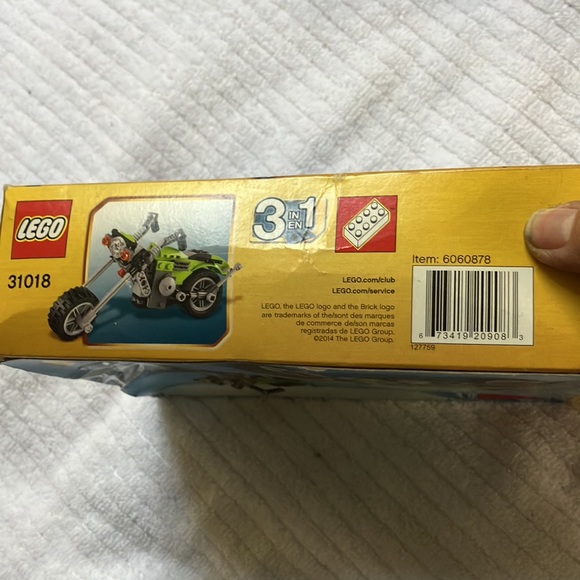 LEGO
31018
3 IN 1
EN
Item: 6060878
LEGO.com/club
LEGO.com/service
LEGO, the LEGO logo and the Brick logo
are trademarks of the/sont des marques
de commerce de/son marcas
registradas de LEGO Group.
©2014 The LEGO Group.
6 73419 20908 3
127759